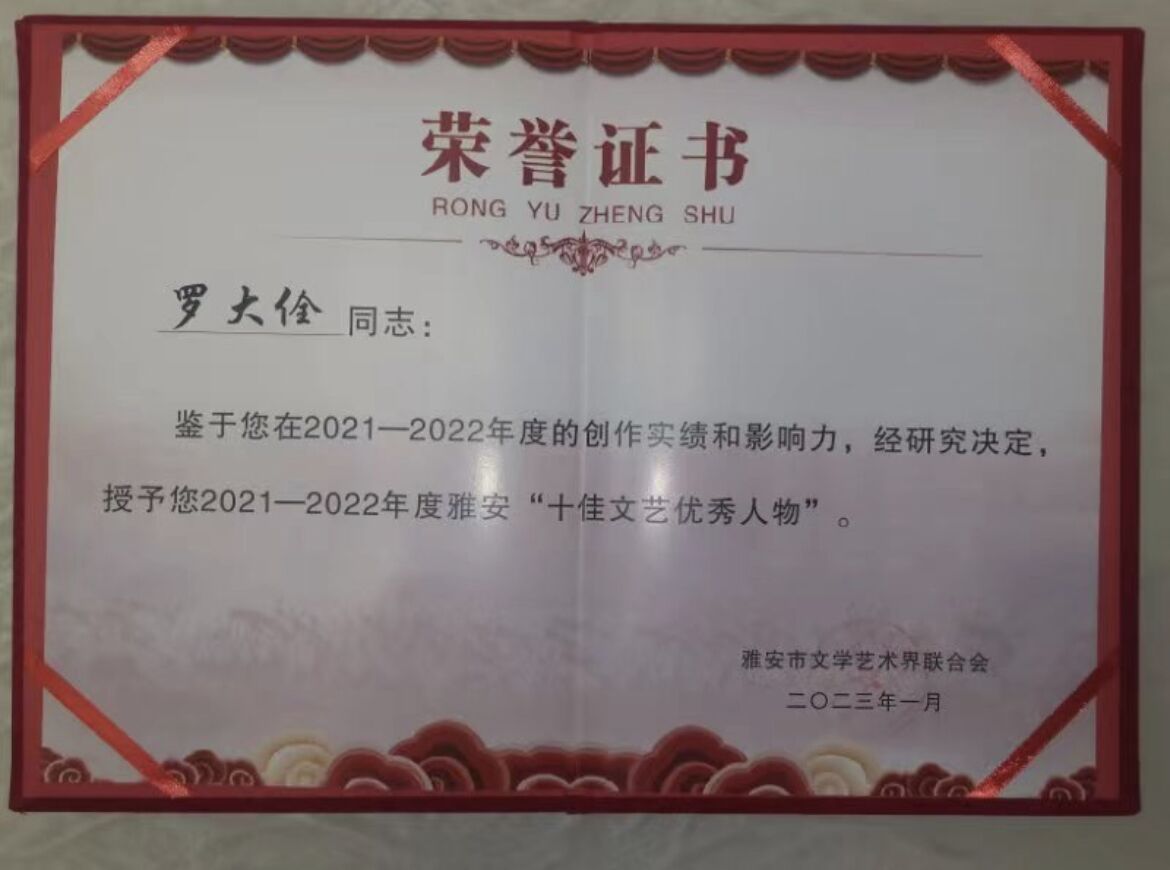 荣誉证书
RONG YU ZHENG SHU
罗大佺 同志：
鉴于您在2021—2022年度的创作实绩和影响力，经研究决定，
授予您2021—2022年度雅安“十佳文艺优秀人物”。
雅安市文学艺术界联合会
二〇二三年一月